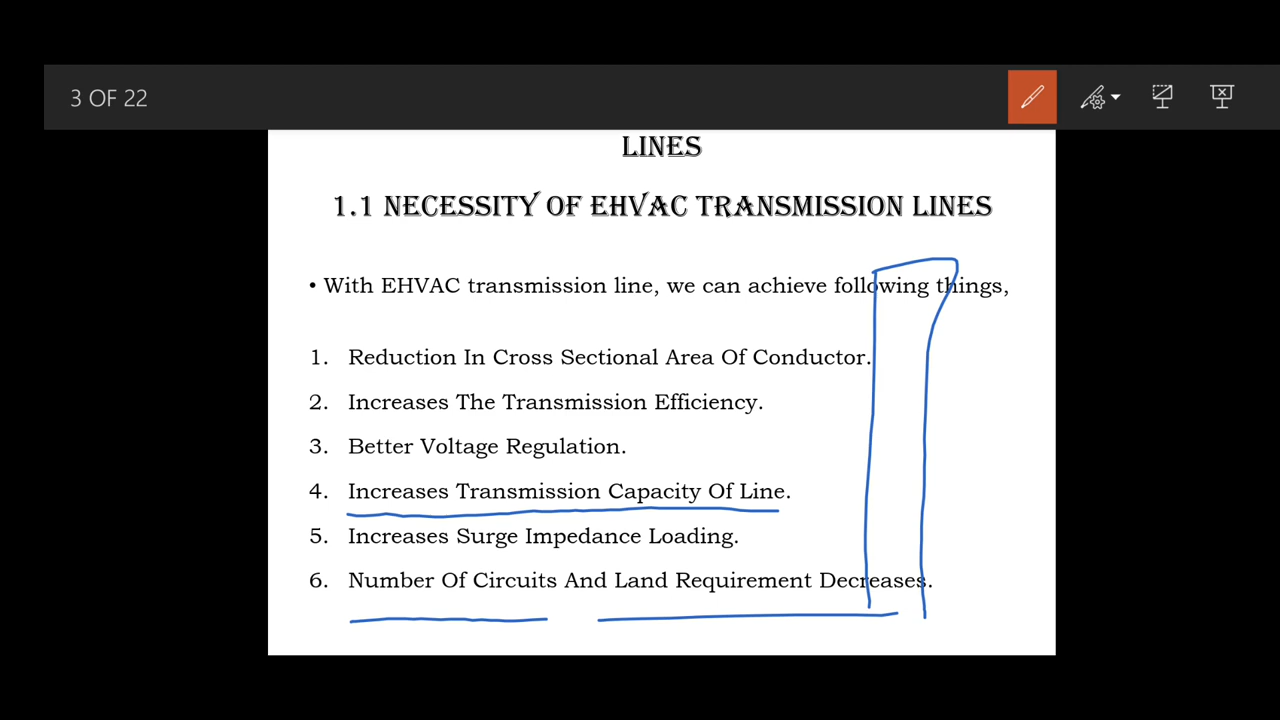 3 OF 22
LINES
1.1 NECESSITY OF EHVAC TRANSMISSION LINES
• With EHVAC transmission line, we can achieve following things,
1. Reduction In Cross Sectional Area Of Conductor.
2. Increases The Transmission Efficiency.
3. Better Voltage Regulation.
4. Increases Transmission Capacity Of Line.
5. Increases Surge Impedance Loading.
6. Number Of Circuits And Land Requirement Decreases.